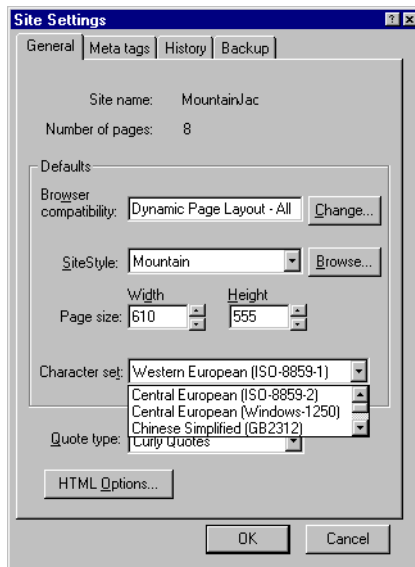 Site Settings
General Meta tags History Backup
Site name: MountainJac
Number of pages: 8
Defaults
Browser
compatibility: Dynamic Page Layout - All Change...
SiteStyle: Mountain Browse...
Width Height
Page size: 610 555
Character set: Western European (ISO-8859-1)
Central European (ISO-8859-2)
Central European (Windows-1250)
Chinese Simplified (GB2312)
Quote type: Curly Quotes
HTML Options...
OK Cancel